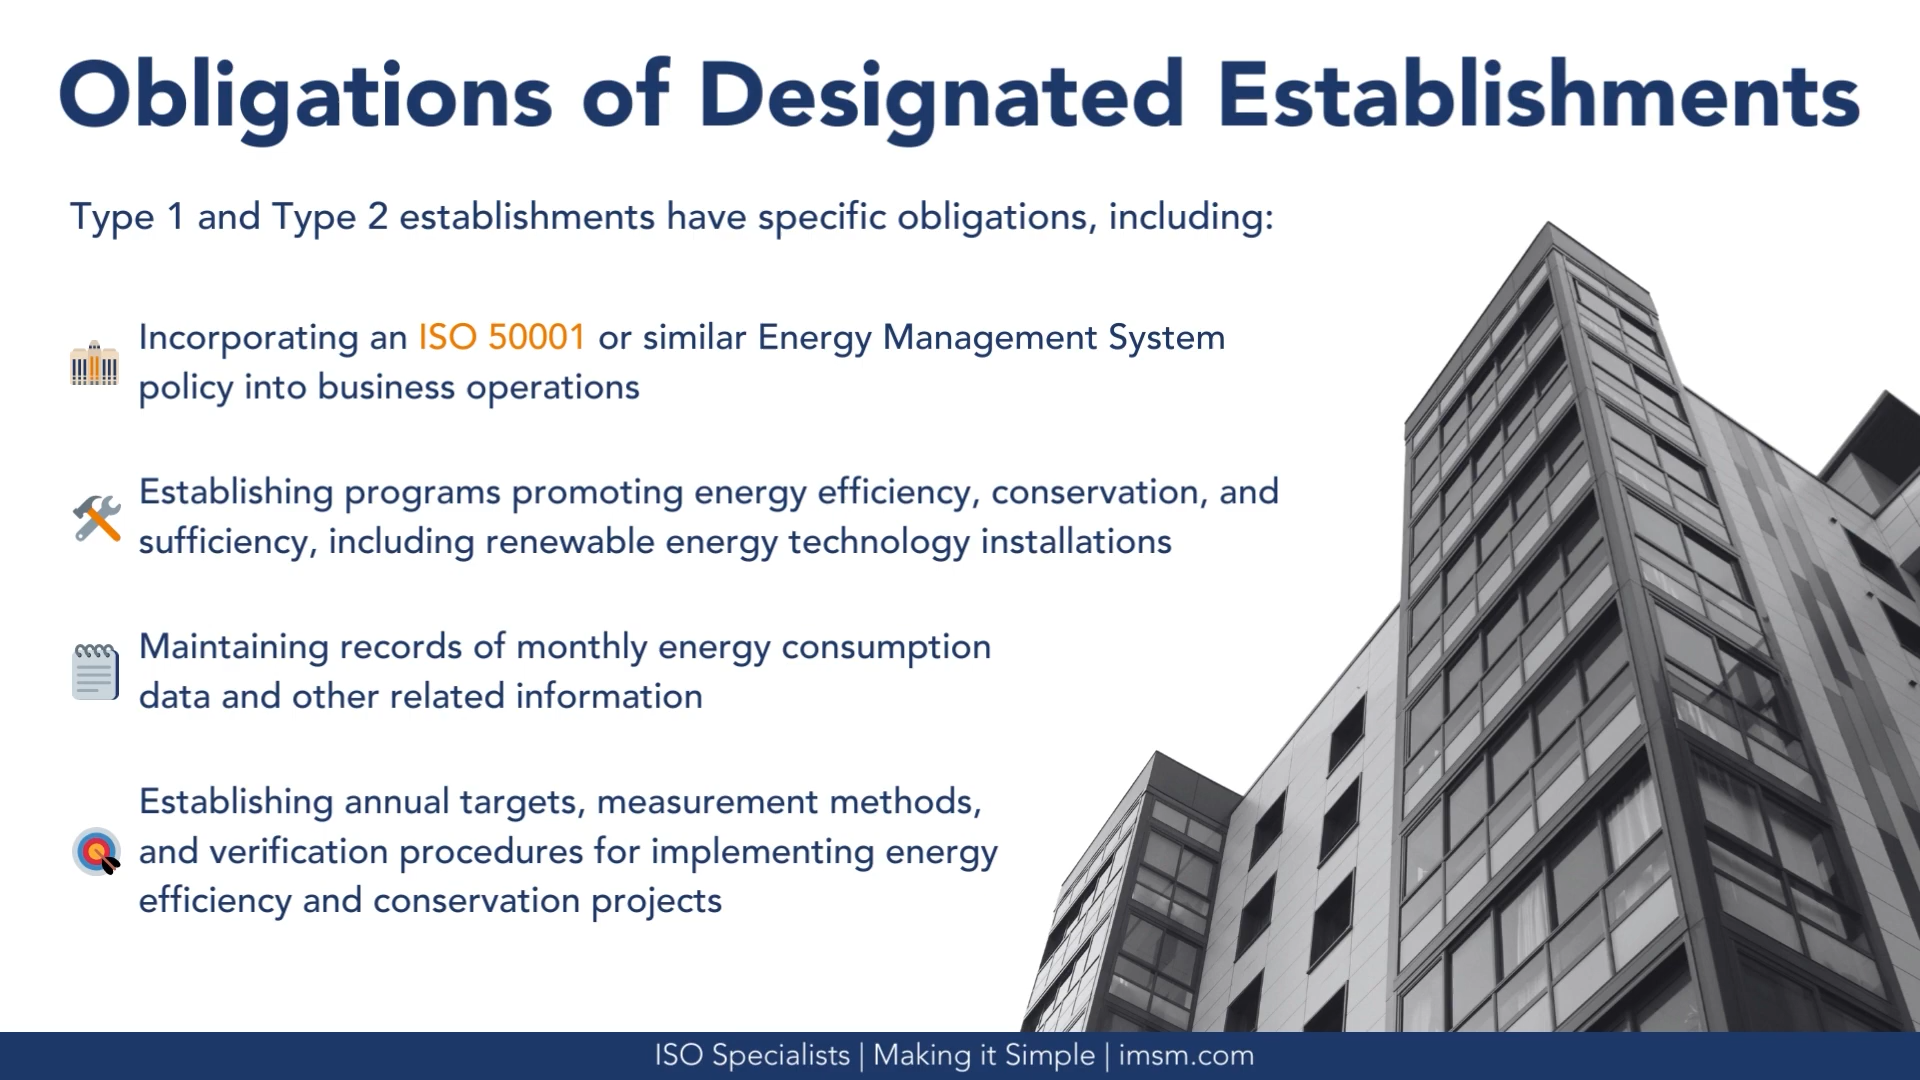 Obligations of Designated Establishments
Type 1 and Type 2 establishments have specific obligations, including:
Incorporating an ISO 50001 or similar Energy Management System
policy into business operations
Establishing programs promoting energy efficiency, conservation, and
sufficiency, including renewable energy technology installations
Maintaining records of monthly energy consumption
data and other related information
Establishing annual targets, measurement methods,
and verification procedures for implementing energy
efficiency and conservation projects
ISO Specialists | Making it Simple | imsm.com